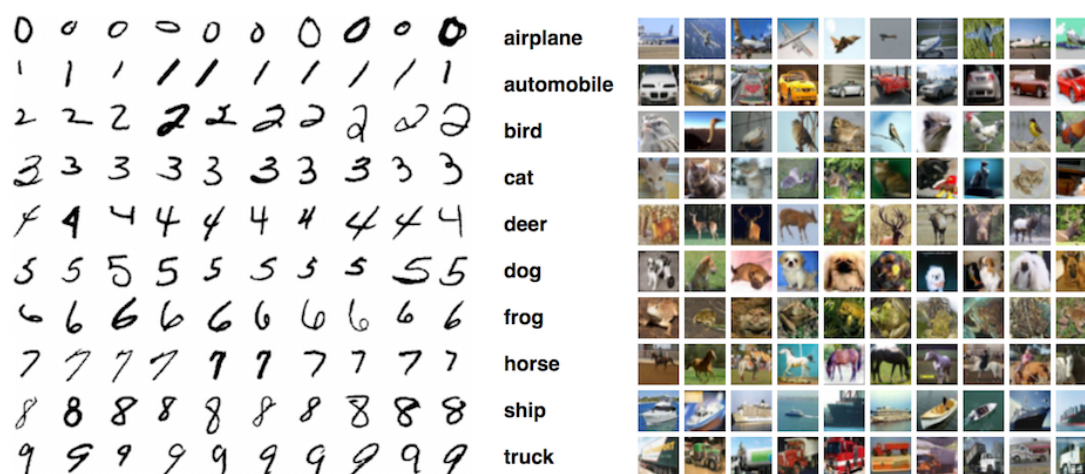 0 0 0 0 0 0 0 0 0 0 airplane
1 1 1 1 1 1 1 1 1 1 automobile
2 2 2 2 2 2 2 2 2 2 bird
3 3 3 3 3 3 3 3 3 3 cat
4 4 4 4 4 4 4 4 4 4 deer
5 5 5 5 5 5 5 5 5 5 dog
6 6 6 6 6 6 6 6 6 6 frog
7 7 7 7 7 7 7 7 7 7 horse
8 8 8 8 8 8 8 8 8 8 ship
9 9 9 9 9 9 9 9 9 9 truck